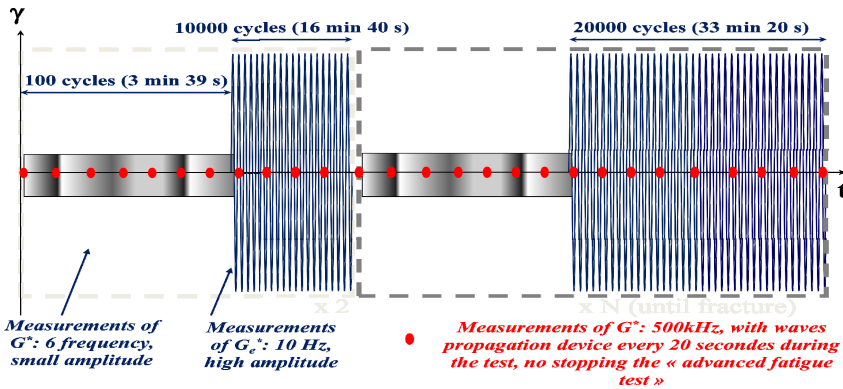 γ
10000 cycles (16 min 40 s)
20000 cycles (33 min 20 s)
100 cycles (3 min 39 s)
t
x 2
x N (until fracture)
Measurements of
G*: 6 frequency,
small amplitude
Measurements
of Ge*: 10 Hz,
high amplitude
Measurements of G*: 500kHz, with waves
propagation device every 20 secondes during
the test, no stopping the « advanced fatigue
test »